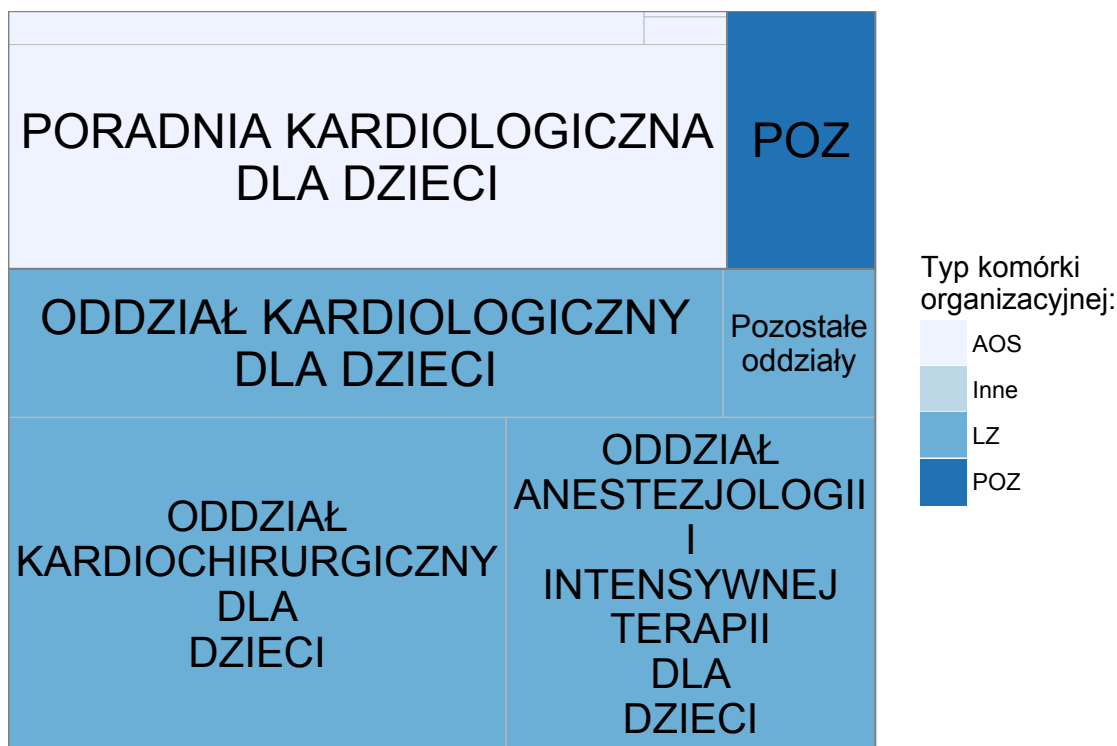 PORADNIA KARDIOLOGICZNA
DLA DZIECI
POZ
ODDZIAŁ KARDIOLOGICZNY
DLA DZIECI
Pozostałe
oddziały
ODDZIAŁ
KARDIOCHIRURGICZNY
DLA
DZIECI
ODDZIAŁ
ANESTEZJOLOGII
I
INTENSYWNEJ
TERAPII
DLA
DZIECI
Typ komórki
organizacyjnej:
AOS
Inne
LZ
POZ